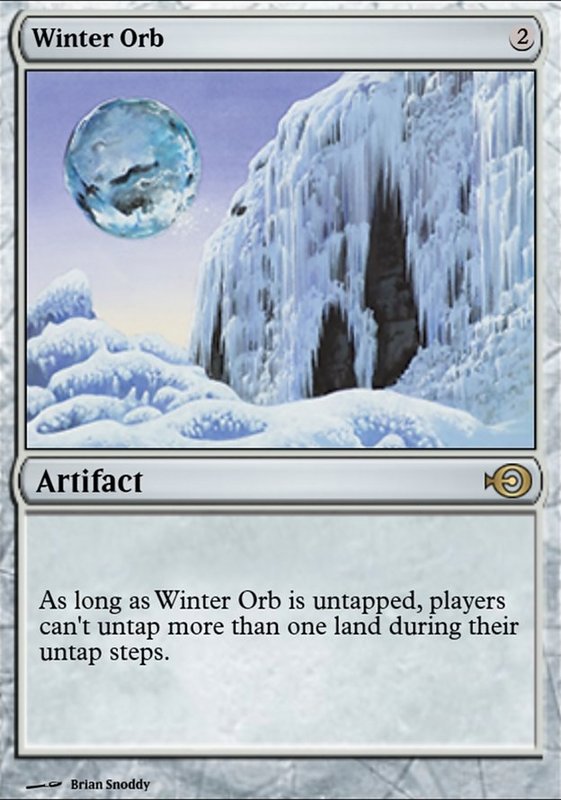 Winter Orb 2
Artifact
As long as Winter Orb is untapped, players
can't untap more than one land during their
untap steps.
Brian Snoddy